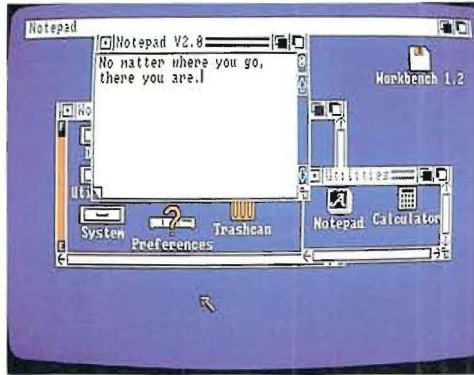 Notepad
Notepad V2.0
No matter where you go,
there you are.
Workbench 1.2
Utilities
System
Preferences
Trashcan
Notepad
Calculator